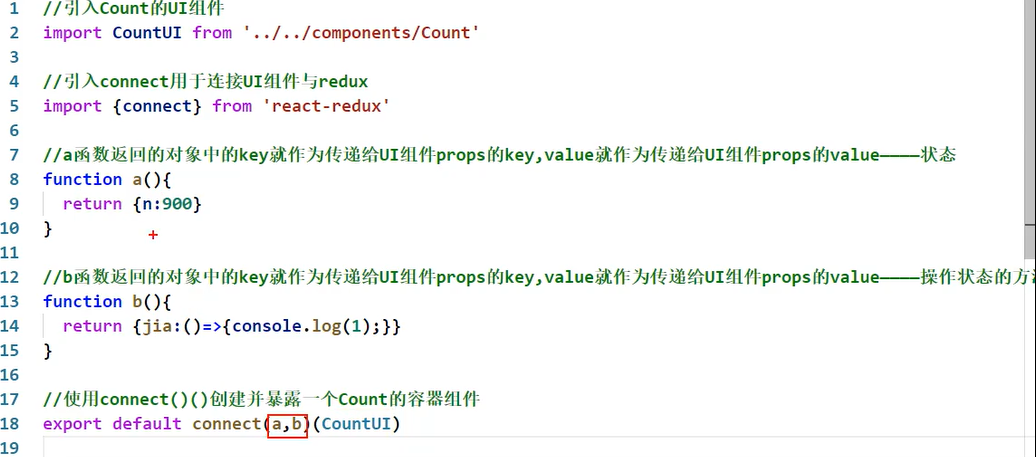 1 //引入Count的UI组件
2 import CountUI from '../../components/Count'
3
4 //引入connect用于连接UI组件与redux
5 import {connect} from 'react-redux'
6
7 //a函数返回的对象中的key就作为传递给UI组件props的key,value就作为传递给UI组件props的value————状态
8 function a(){
9 return {n:900}
10 }
11
12 //b函数返回的对象中的key就作为传递给UI组件props的key,value就作为传递给UI组件props的value————操作状态的方
13 function b(){
14 return {jia:()=>{console.log(1);}}
15 }
16
17 //使用connect()()创建并暴露一个Count的容器组件
18 export default connect(a,b)(CountUI)
19